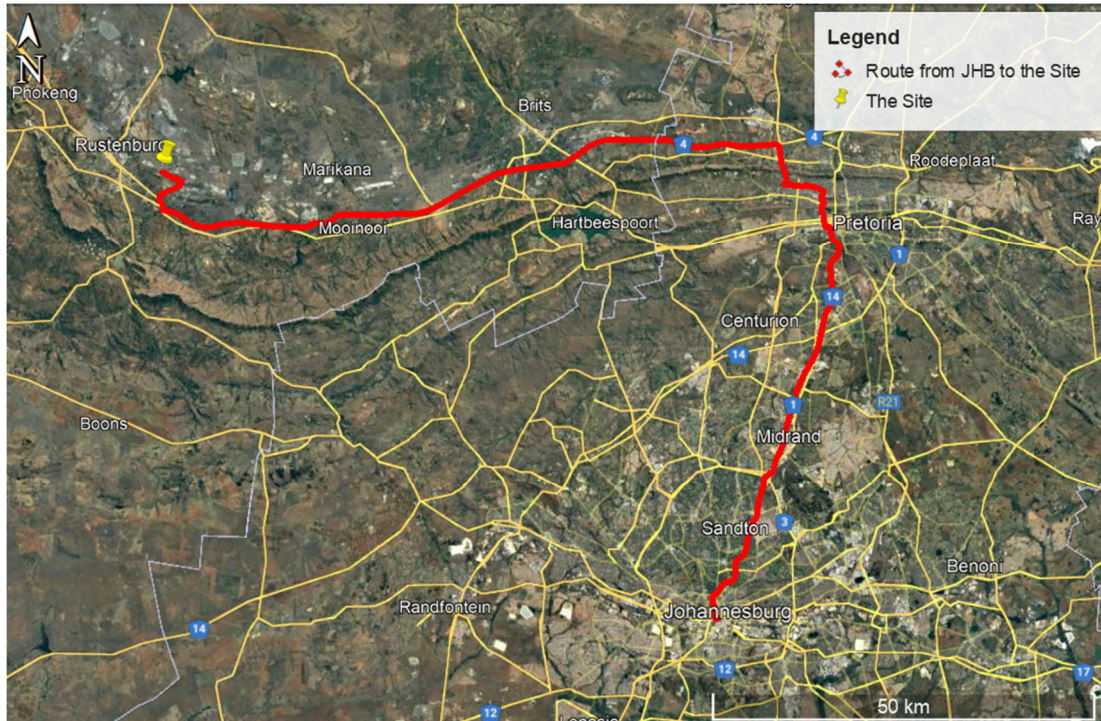 Legend
Route from JHB to the Site
The Site
N
Phokeng
Brits
Rustenburg
4
4
Roodeplaat
Marikana
Mooinooi
Hartbeespoort
Pretoria
Ray
1
14
Centurion
14
1
R21
Boons
Midrand
Sandton
3
Benoni
Randfontein
Johannesburg
14
12
17
50 km
12